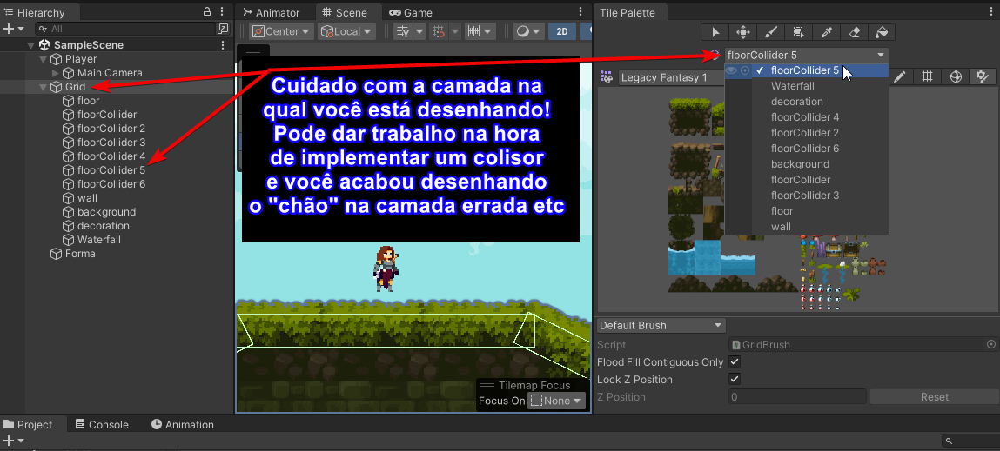 Hierarchy
All
SampleScene
Player
Main Camera
Grid
floor
floorCollider
floorCollider 2
floorCollider 3
floorCollider 4
floorCollider 5
floorCollider 6
wall
background
decoration
Waterfall
Forma
Animator
Scene
Game
Center
Local
2D
Cuidado com a camada na
qual você está desenhando!
Pode dar trabalho na hora
de implementar um colisor
e você acabou desenhando
o "chão" na camada errada etc
Tilemap Focus
Focus On
None
Tile Palette
floorCollider 5
floorCollider 5
Waterfall
decoration
floorCollider 4
floorCollider 2
floorCollider 6
background
floorCollider
floorCollider 3
floor
wall
Legacy Fantasy 1
Default Brush
Script
GridBrush
Flood Fill Contiguous Only
Lock Z Position
Z Position
0
Reset
Project
Console
Animation